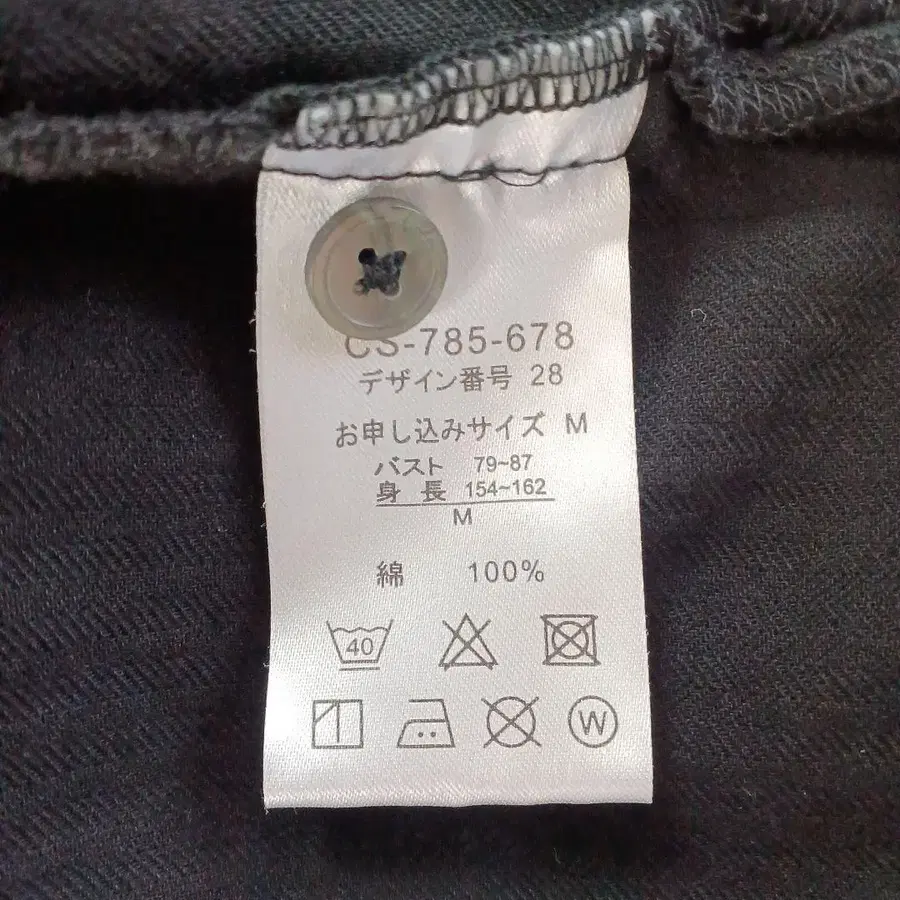 CS-785-678
デザイン番号 28
お申し込みサイズ M
バスト 79~87
身 長 154~162
M
綿 100%
40
W